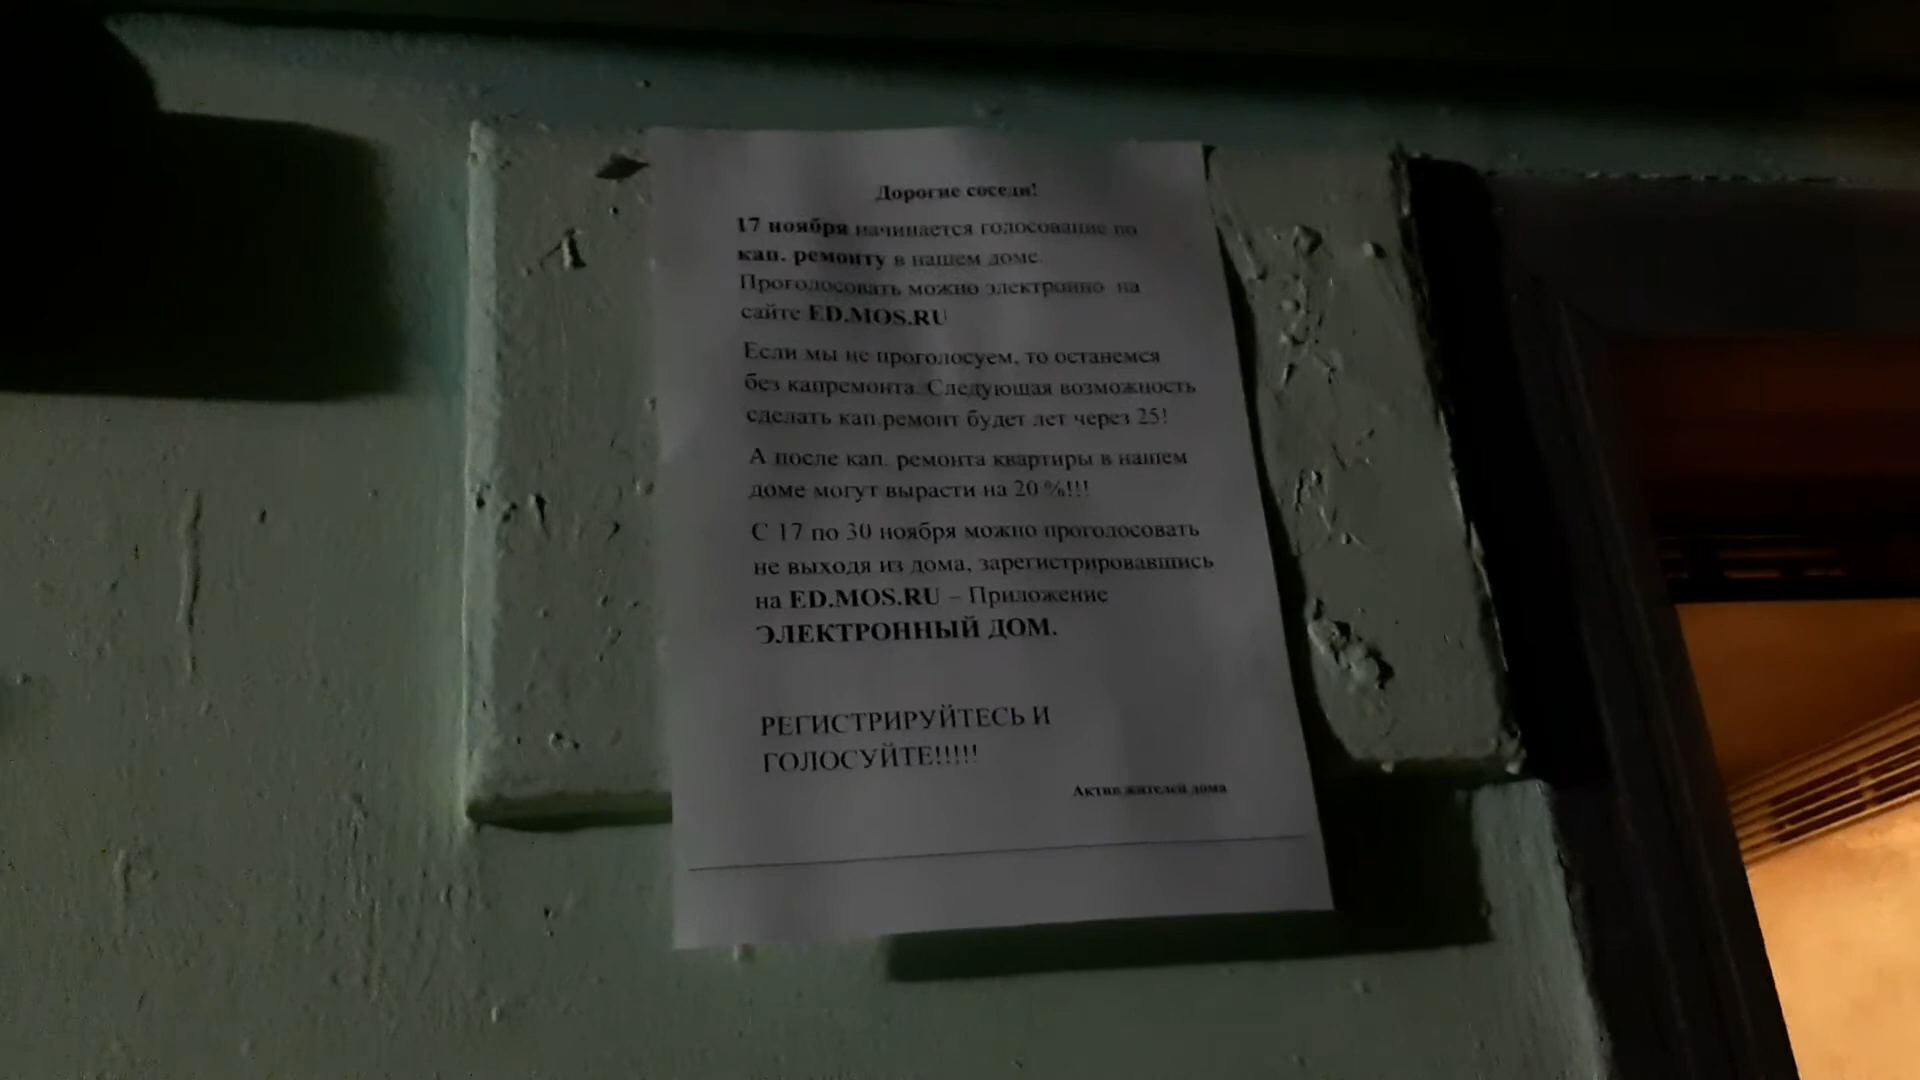 Дорогие соседи!
17 ноября начинается голосование по
кап. ремонту в нашем доме.
Проголосовать можно электронно на
сайте ED.MOS.RU
Если мы не проголосуем, то останемся
без капремонта. Следующая возможность
сделать кап.ремонт будет лет через 25!
А после кап. ремонта квартиры в нашем
доме могут вырасти на 20 %!!!
С 17 по 30 ноября можно проголосовать
не выходя из дома, зарегистрировавшись
на ED.MOS.RU – Приложение
ЭЛЕКТРОННЫЙ ДОМ.
РЕГИСТРИРУЙТЕСЬ И
ГОЛОСУЙТЕ!!!!!
Актив жителей дома